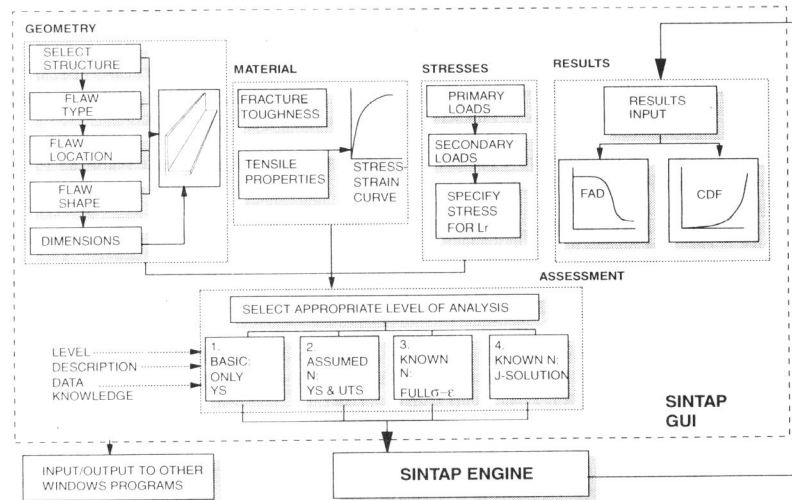 GEOMETRY
SELECT
STRUCTURE
FLAW
TYPE
FLAW
LOCATION
FLAW
SHAPE
DIMENSIONS
MATERIAL
FRACTURE
TOUGHNESS
TENSILE
PROPERTIES
STRESS-
STRAIN
CURVE
STRESSES
PRIMARY
LOADS
SECONDARY
LOADS
SPECIFY
STRESS
FOR Lr
RESULTS
RESULTS
INPUT
FAD
CDF
ASSESSMENT
SELECT APPROPRIATE LEVEL OF ANALYSIS
LEVEL
DESCRIPTION
DATA
KNOWLEDGE
1.
BASIC:
ONLY
YS
2.
ASSUMED
N:
YS & UTS
3.
KNOWN
N:
FULLσ-ε
4.
KNOWN N:
J-SOLUTION
SINTAP
GUI
INPUT/OUTPUT TO OTHER
WINDOWS PROGRAMS
SINTAP ENGINE